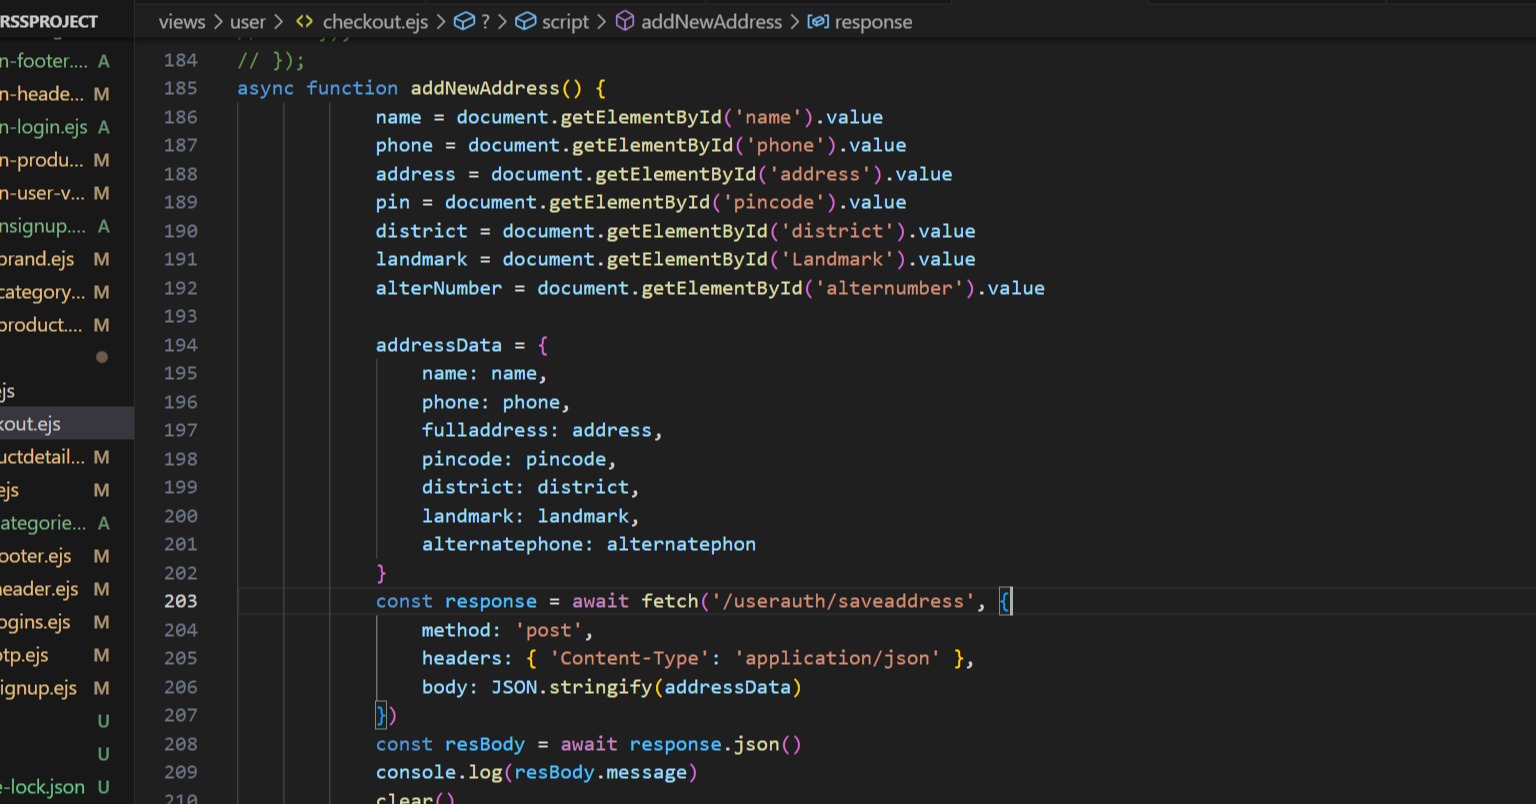 RSSPROJECT
n-footer.... A
n-heade... M
n-login.ejs A
n-produ... M
n-user-v... M
nsignup.... A
brand.ejs M
category... M
product.... M
ejs
kout.ejs
uctdetail... M
ejs M
ategorie... A
ooter.ejs M
header.ejs M
ogins.ejs M
otp.ejs M
ignup.ejs M
U
U
e-lock.json U
views > user > <> checkout.ejs > ? > script > addNewAddress > response
184 // });
185 async function addNewAddress() {
186 name = document.getElementById('name').value
187 phone = document.getElementById('phone').value
188 address = document.getElementById('address').value
189 pin = document.getElementById('pincode').value
190 district = document.getElementById('district').value
191 landmark = document.getElementById('Landmark').value
192 alterNumber = document.getElementById('alternumber').value
193
194 addressData = {
195 name: name,
196 phone: phone,
197 fulladdress: address,
198 pincode: pincode,
199 district: district,
200 landmark: landmark,
201 alternatephone: alternatephon
202 }
203 const response = await fetch('/userauth/saveaddress', {
204 method: 'post',
205 headers: { 'Content-Type': 'application/json' },
206 body: JSON.stringify(addressData)
207 })
208 const resBody = await response.json()
209 console.log(resBody.message)
210 clear()